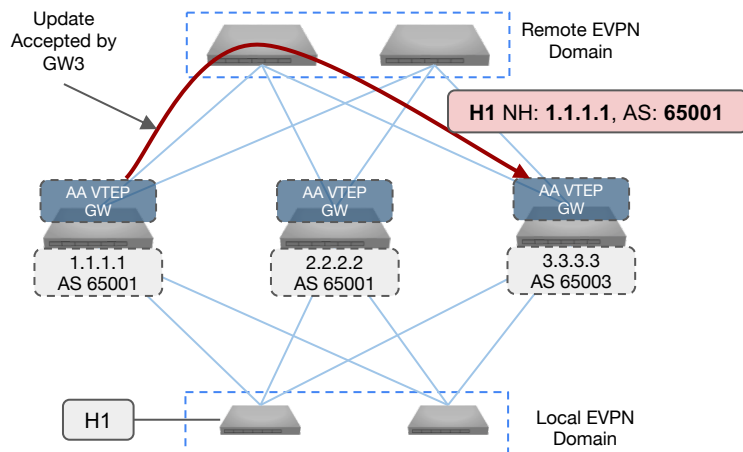 Update
Accepted by
GW3
Remote EVPN
Domain
H1 NH: 1.1.1.1, AS: 65001
AA VTEP
GW
AA VTEP
GW
AA VTEP
GW
1.1.1.1
AS 65001
2.2.2.2
AS 65001
3.3.3.3
AS 65003
H1
Local EVPN
Domain